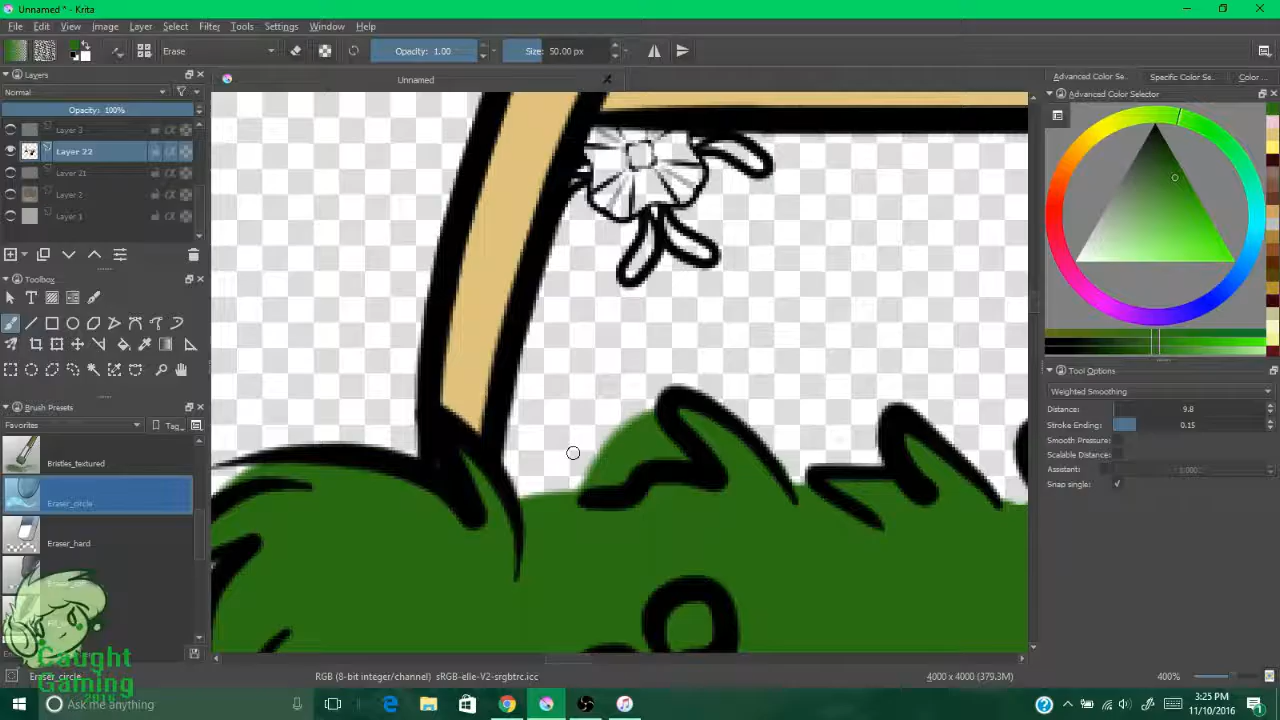 Unnamed * - Krita
File Edit View Image Layer Select Filter Tools Settings Window Help
Erase Opacity: 1.00 Size: 50.00 px
Layers
Unnamed
Advanced Color Se... Specific Color Se... Color ...
Normal
Advanced Color Selector
Opacity: 100%
Layer 3
Layer 22
Layer 21
Layer 2
Layer 1
Toolbox
Tool Options
Weighted Smoothing
Brush Presets
Distance: 9.8
Favorites Tag...
Stroke Ending: 0.15
Smooth Pressure:
Scalable Distance:
Bristles_textured
Assistant: 1.000
Snap single: ✓
Eraser_circle
Eraser_hard
Caught
Gaming
2016
Eraser_circle
RGB (8-bit integer/channel) sRGB-elle-V2-srgbtrc.icc
4000 x 4000 (379.3M)
400%
Ask me anything
3:25 PM
11/10/2016